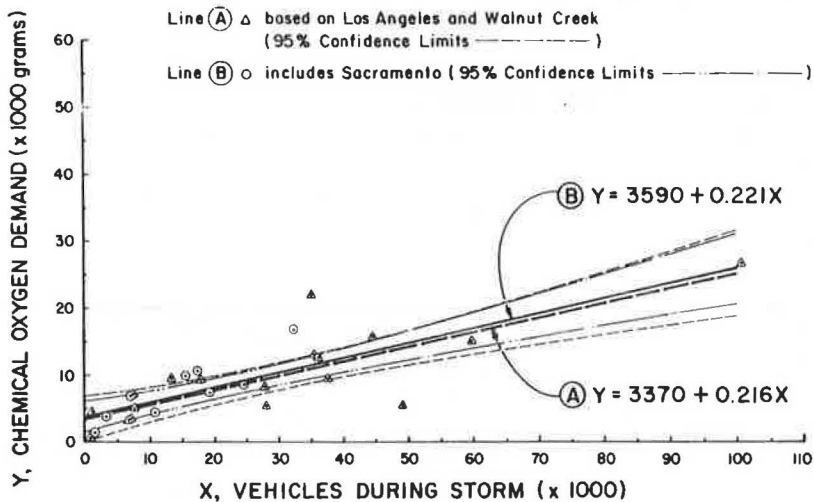 Line Ⓐ △ based on Los Angeles and Walnut Creek
(95% Confidence Limits — - — )
Line Ⓑ ○ includes Sacramento (95% Confidence Limits — - - — )
Y, CHEMICAL OXYGEN DEMAND (x 1000 grams)
60
50
40
30
20
10
0
Ⓑ Y = 3590 + 0.221X
Ⓐ Y = 3370 + 0.216X
0 10 20 30 40 50 60 70 80 90 100 110
X, VEHICLES DURING STORM (x 1000)